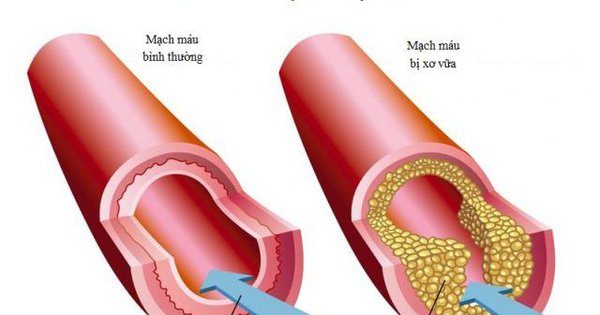 Mạch máu
bình thường
Mạch máu
bị xơ vữa